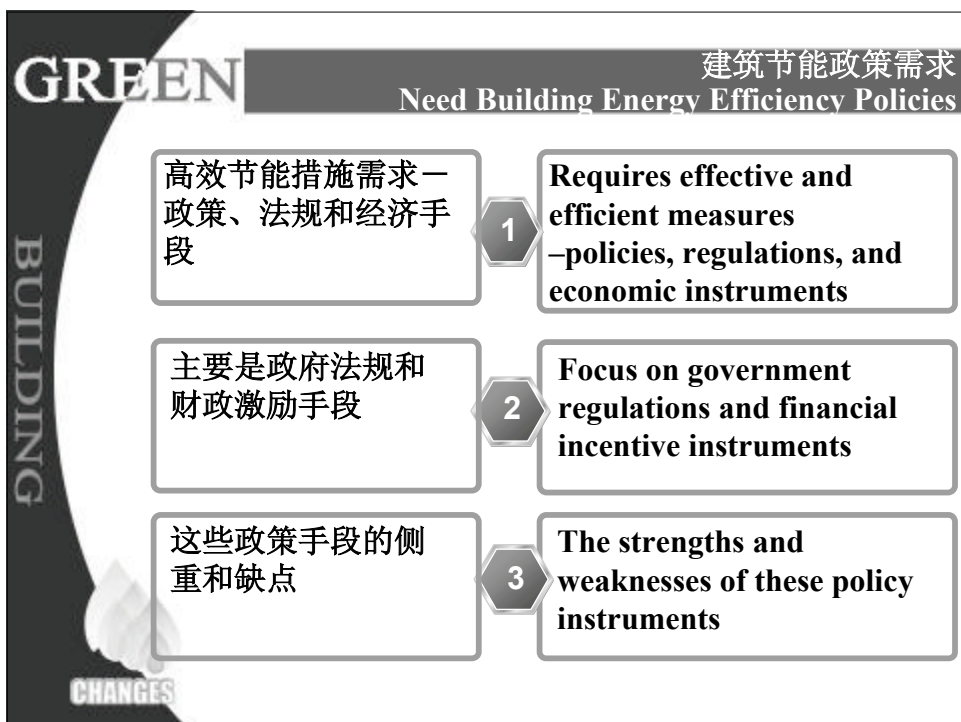 GREEN
建筑节能政策需求
Need Building Energy Efficiency Policies
BUILDING
高效节能措施需求－
政策、法规和经济手
段
1
Requires effective and
efficient measures
–policies, regulations, and
economic instruments
主要是政府法规和
财政激励手段
2
Focus on government
regulations and financial
incentive instruments
这些政策手段的侧
重和缺点
3
The strengths and
weaknesses of these policy
instruments
CHANGES